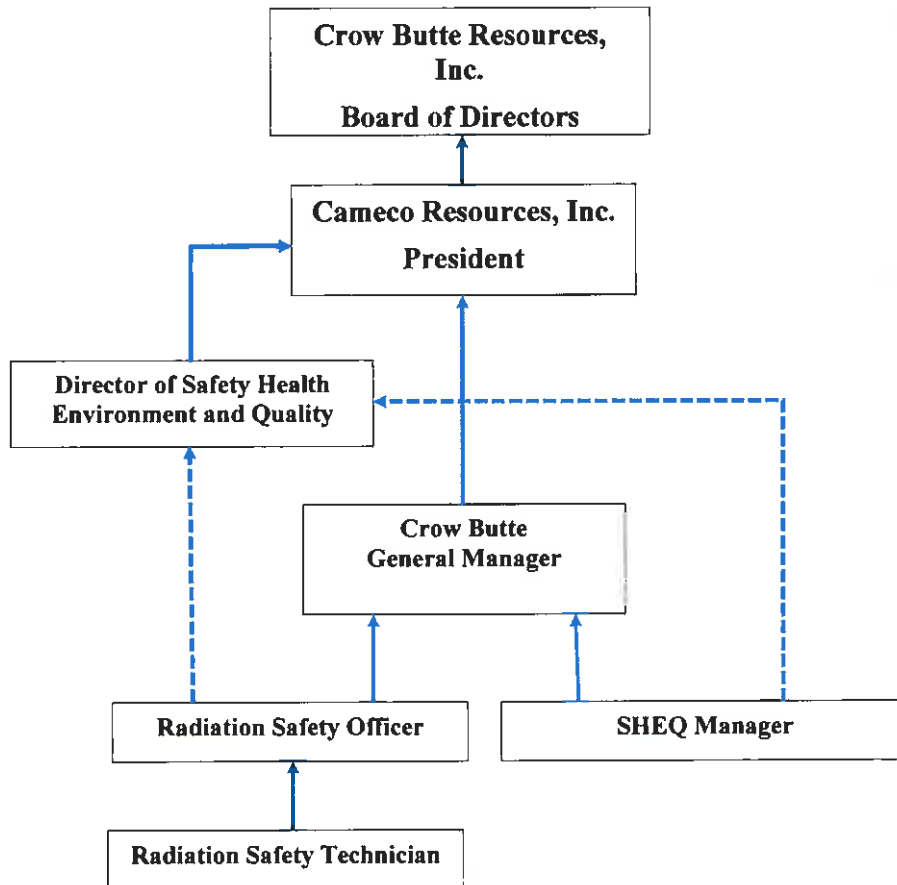 Crow Butte Resources,
Inc.
Board of Directors
Cameco Resources, Inc.
President
Director of Safety Health
Environment and Quality
Crow Butte
General Manager
Radiation Safety Officer
SHEQ Manager
Radiation Safety Technician